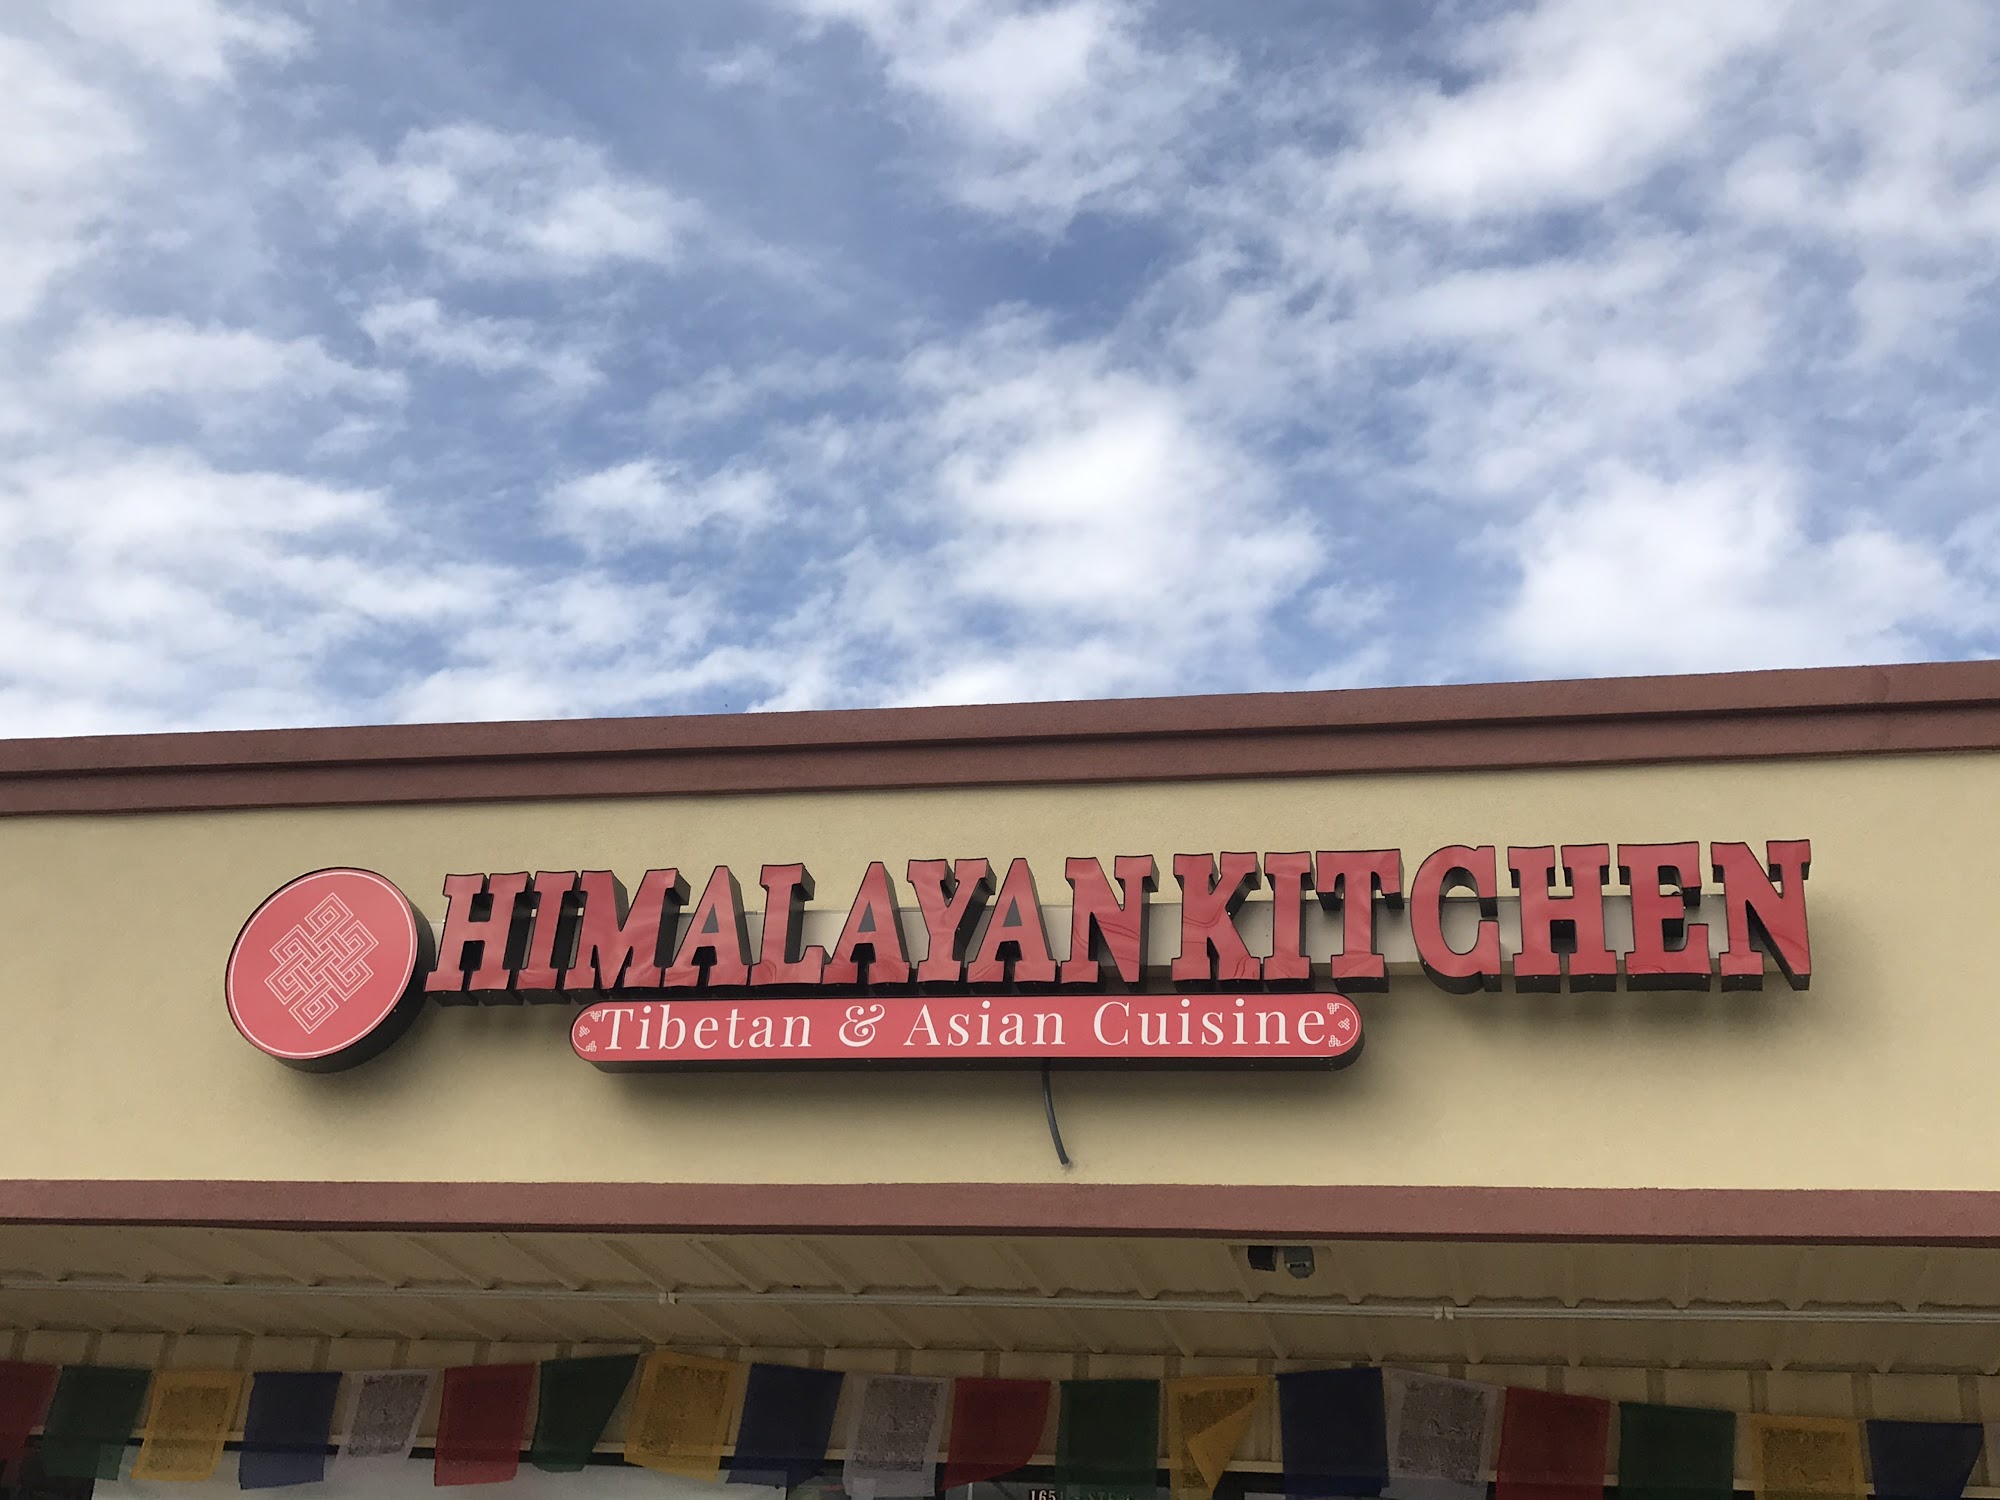 HIMALAYAN KITCHEN
Tibetan & Asian Cuisine